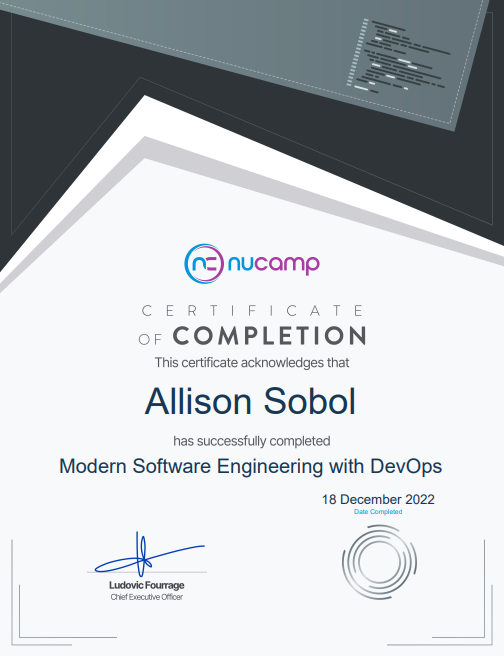 nc nucamp
CERTIFICATE
OF COMPLETION
This certificate acknowledges that
Allison Sobol
has successfully completed
Modern Software Engineering with DevOps
18 December 2022
Date Completed
Ludovic Fourrage
Chief Executive Officer